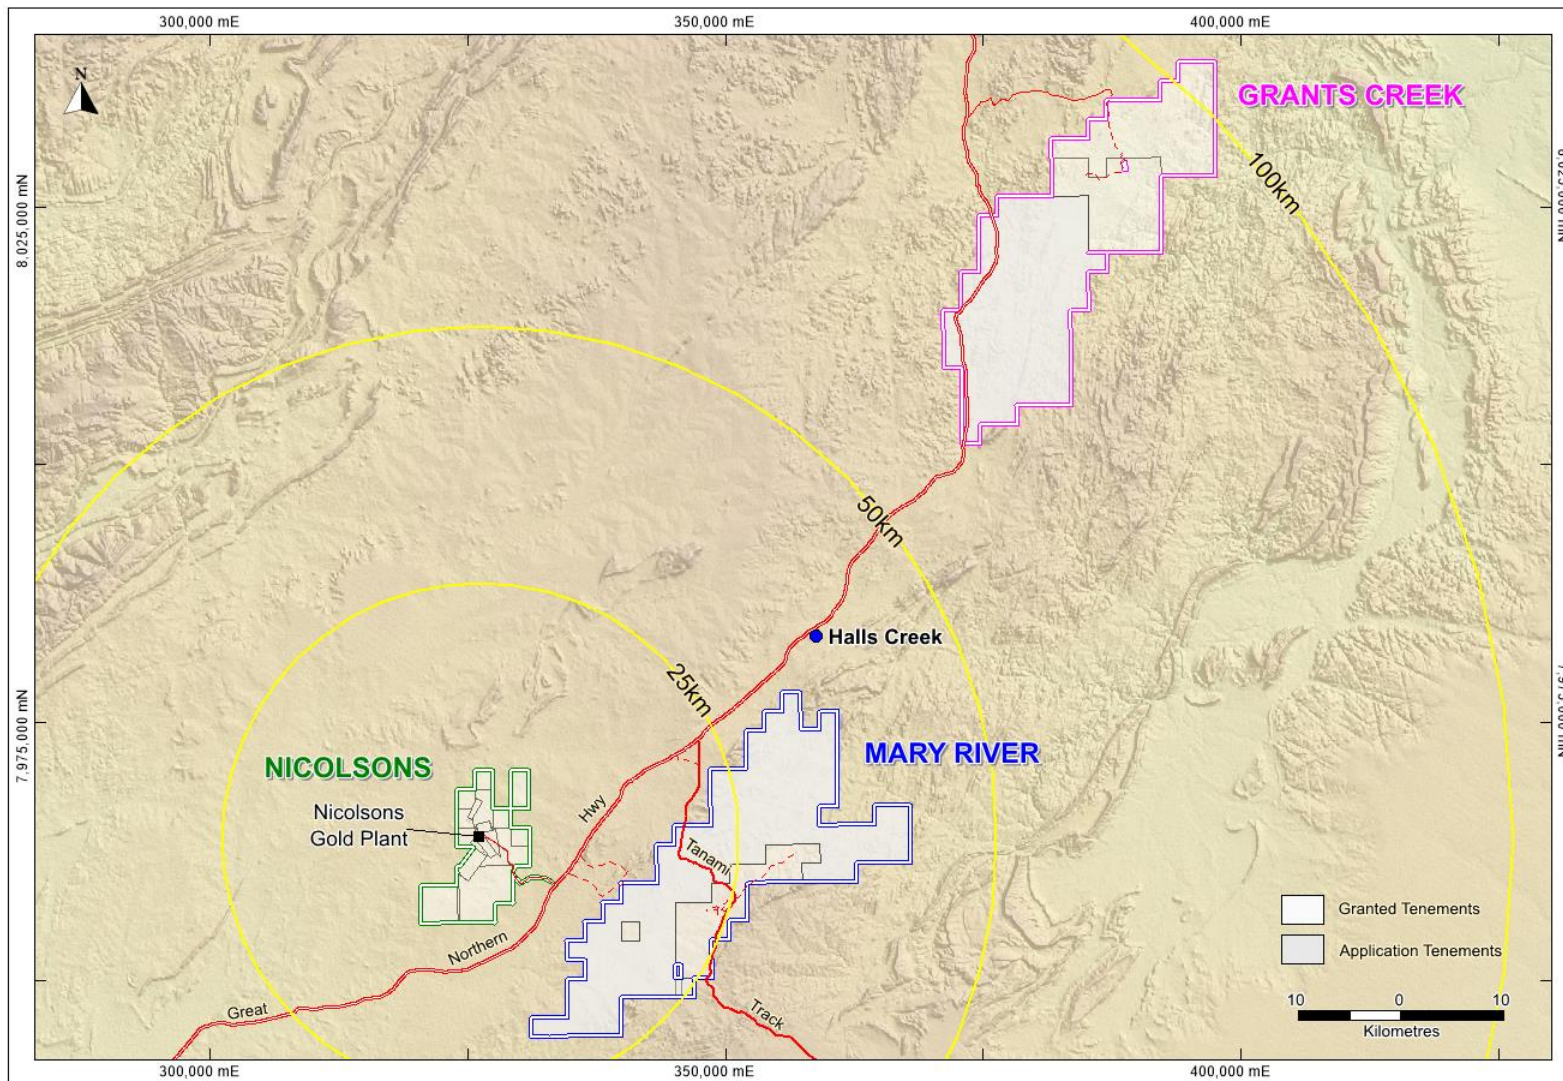 300,000 mE
350,000 mE
400,000 mE
N
GRANTS CREEK
100km
8,025,000 mN
50km
Halls Creek
25km
7,975,000 mN
MARY RIVER
NICOLSONS
Nicolsons
Gold Plant
Hwy
Tanami
Northern
Great
Track
Granted Tenements
Application Tenements
10
0
10
Kilometres
300,000 mE
350,000 mE
400,000 mE